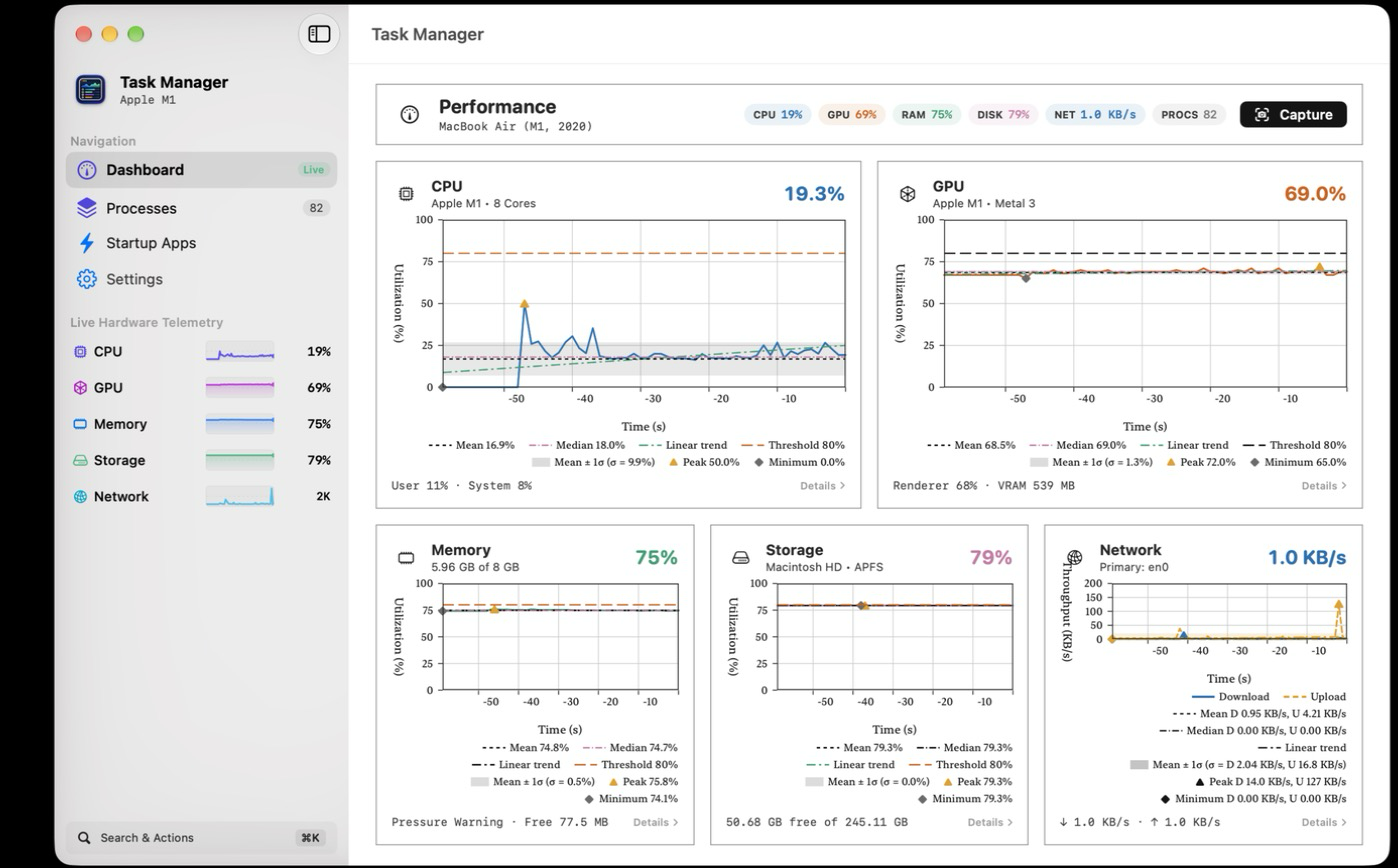 Task Manager
Task Manager
Apple M1
Navigation
Dashboard Live
Processes 82
Startup Apps
Settings
Live Hardware Telemetry
CPU 19%
GPU 69%
Memory 75%
Storage 79%
Network 2K
Search & Actions ⌘K
Performance
MacBook Air (M1, 2020)
CPU 19% GPU 69% RAM 75% DISK 79% NET 1.0 KB/s PROCS 82 Capture
CPU 19.3%
Apple M1 • 8 Cores
100
75
50
25
0
Utilization (%)
-50 -40 -30 -20 -10
Time (s)
Mean 16.9% Median 18.0% Linear trend Threshold 80%
Mean ± 1σ (σ = 9.9%) Peak 50.0% Minimum 0.0%
User 11% · System 8% Details >
GPU 69.0%
Apple M1 • Metal 3
100
75
50
25
0
Utilization (%)
-50 -40 -30 -20 -10
Time (s)
Mean 68.5% Median 69.0% Linear trend Threshold 80%
Mean ± 1σ (σ = 1.3%) Peak 72.0% Minimum 65.0%
Renderer 68% · VRAM 539 MB Details >
Memory 75%
5.96 GB of 8 GB
100
75
50
25
0
Utilization (%)
-50 -40 -30 -20 -10
Time (s)
Mean 74.8% Median 74.7%
Linear trend Threshold 80%
Mean ± 1σ (σ = 0.5%) Peak 75.8%
Minimum 74.1%
Pressure Warning · Free 77.5 MB Details >
Storage 79%
Macintosh HD • APFS
100
75
50
25
0
Utilization (%)
-50 -40 -30 -20 -10
Time (s)
Mean 79.3% Median 79.3%
Linear trend Threshold 80%
Mean ± 1σ (σ = 0.0%) Peak 79.3%
Minimum 79.3%
50.68 GB free of 245.11 GB Details >
Network 1.0 KB/s
Primary: en0
200
150
100
50
0
Throughput (KB/s)
-50 -40 -30 -20 -10
Time (s)
Download Upload
Mean D 0.95 KB/s, U 4.21 KB/s
Median D 0.00 KB/s, U 0.00 KB/s
Linear trend
Mean ± 1σ (σ = D 2.04 KB/s, U 16.8 KB/s)
Peak D 14.0 KB/s, U 127 KB/s
Minimum D 0.00 KB/s, U 0.00 KB/s
↓ 1.0 KB/s · ↑ 1.0 KB/s Details >